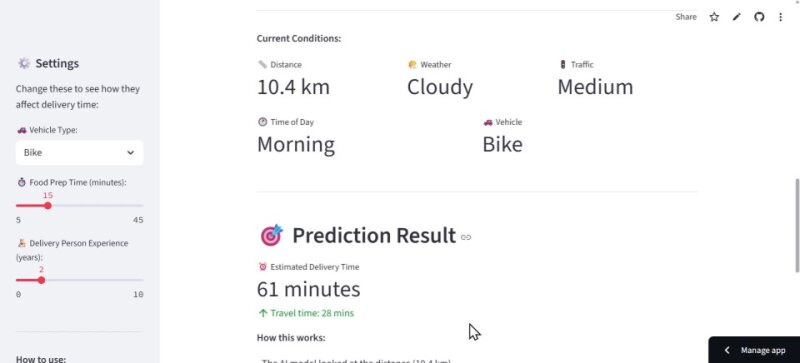 Share
Settings
Change these to see how they
affect delivery time:
Vehicle Type:
Bike
Food Prep Time (minutes):
15
5 45
Delivery Person Experience
(years):
2
0 10
How to use:
Current Conditions:
Distance Weather Traffic
10.4 km Cloudy Medium
Time of Day Vehicle
Morning Bike
Prediction Result
Estimated Delivery Time
61 minutes
↑ Travel time: 28 mins
How this works:
- The AI model looked at the distance (10.4 km)
Manage app